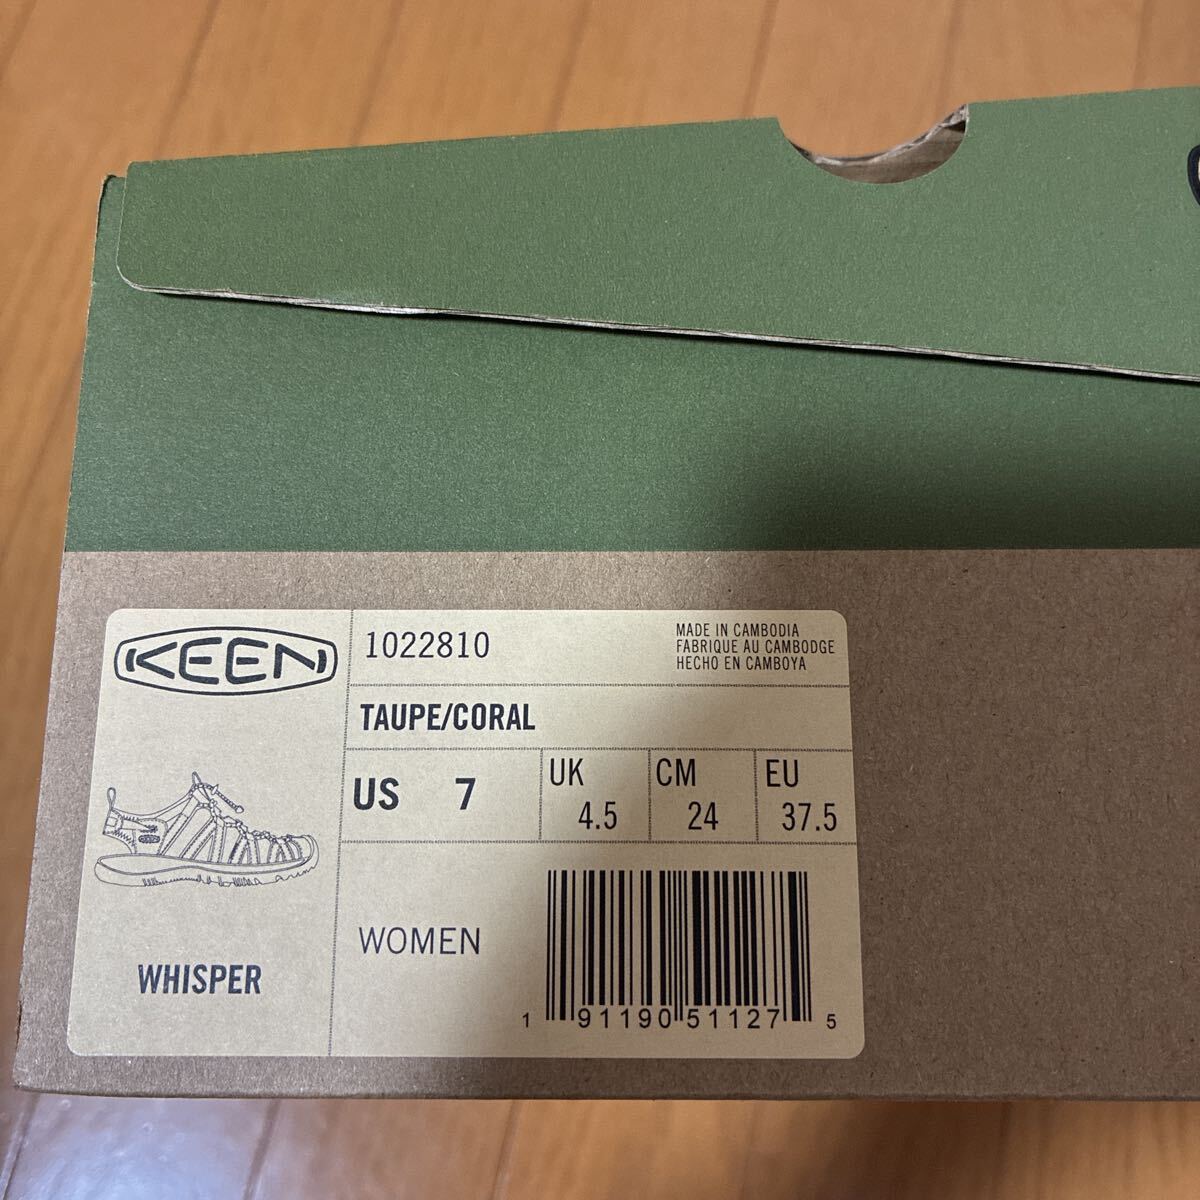 KEEN
1022810
MADE IN CAMBODIA
FABRIQUE AU CAMBODGE
HECHO EN CAMBOYA
TAUPE/CORAL
US 7
UK 4.5
CM 24
EU 37.5
WOMEN
WHISPER
1 91190 51127 5